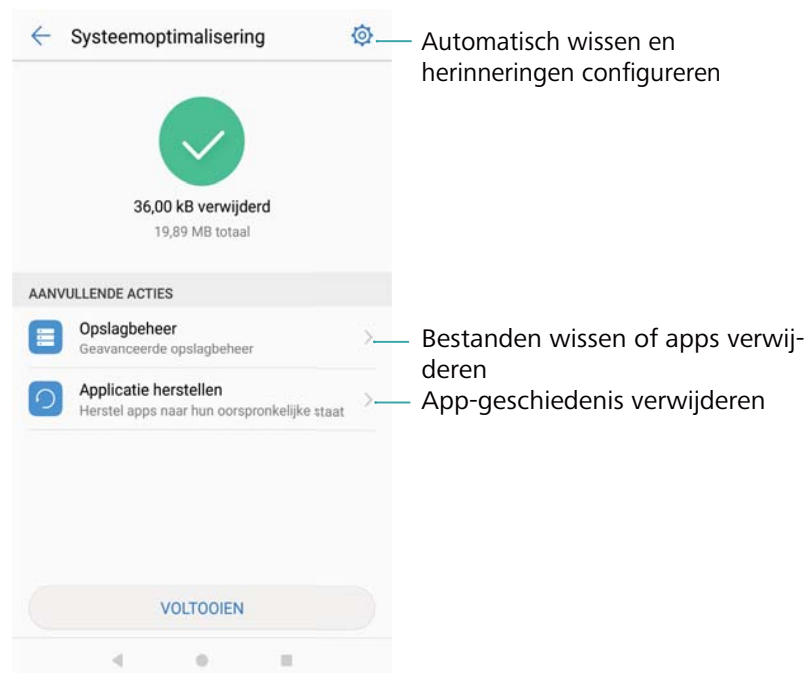 Systeemoptimalisering
Automatisch wissen en
herinneringen configureren
36,00 kB verwijderd
19,89 MB totaal
AANVULLENDE ACTIES
Opslagbeheer
Geavanceerde opslagbeheer
Bestanden wissen of apps verwij-
deren
Applicatie herstellen
Herstel apps naar hun oorspronkelijke staat
App-geschiedenis verwijderen
VOLTOOIEN